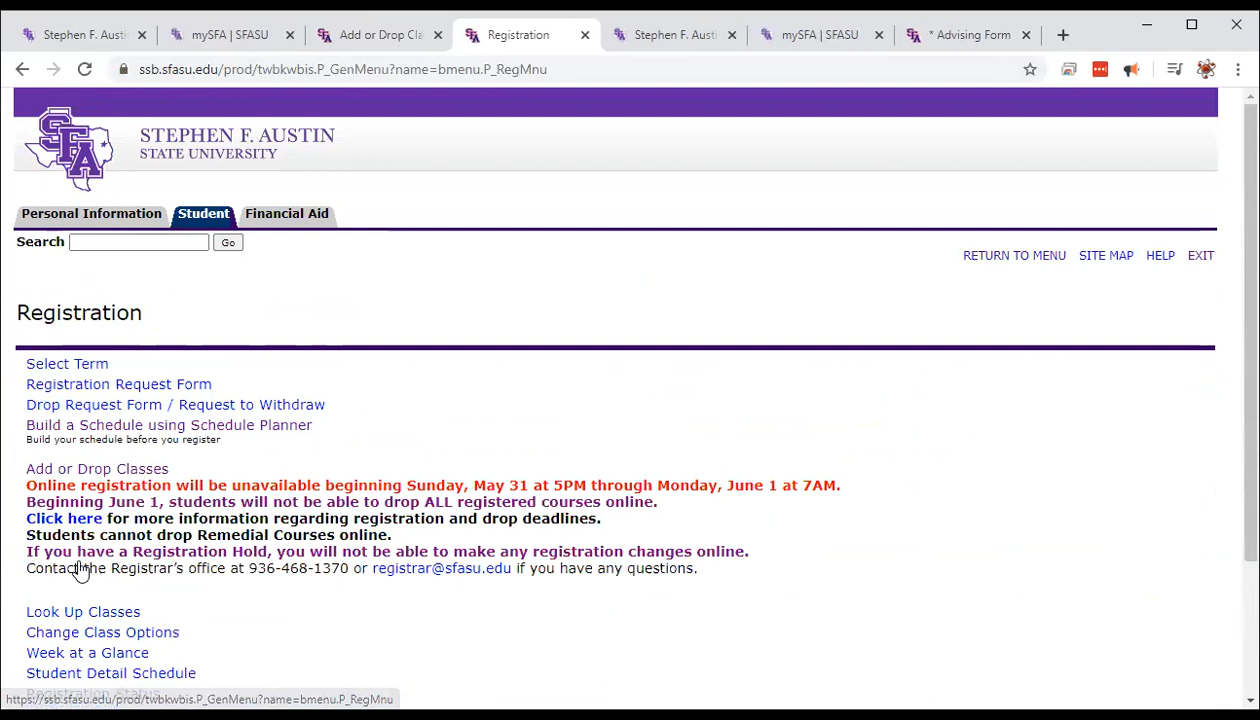 Stephen F. Austi
mySFA | SFASU
Add or Drop Cla
Registration
Stephen F. Austi
mySFA | SFASU
* Advising Form
ssb.sfasu.edu/prod/twbkwbis.P_GenMenu?name=bmenu.P_RegMnu
SFA
STEPHEN F. AUSTIN
STATE UNIVERSITY
Personal Information
Student
Financial Aid
Search
Go
RETURN TO MENU
SITE MAP
HELP
EXIT
Registration
Select Term
Registration Request Form
Drop Request Form / Request to Withdraw
Build a Schedule using Schedule Planner
Build your schedule before you register
Add or Drop Classes
Online registration will be unavailable beginning Sunday, May 31 at 5PM through Monday, June 1 at 7AM.
Beginning June 1, students will not be able to drop ALL registered courses online.
Click here for more information regarding registration and drop deadlines.
Students cannot drop Remedial Courses online.
If you have a Registration Hold, you will not be able to make any registration changes online.
Contact the Registrar's office at 936-468-1370 or registrar@sfasu.edu if you have any questions.
Look Up Classes
Change Class Options
Week at a Glance
Student Detail Schedule
Registration Status
https://ssb.sfasu.edu/prod/twbkwbis.P_GenMenu?name=bmenu.P_RegMnu